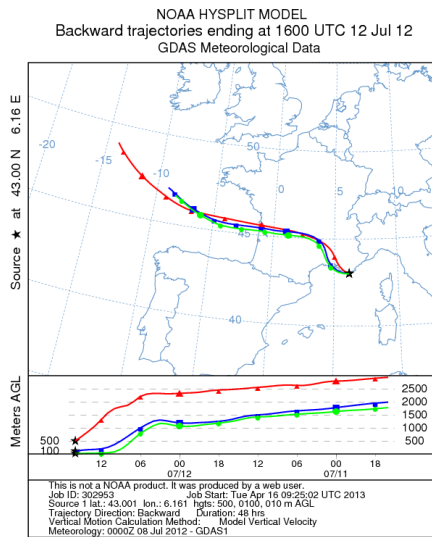 NOAA HYSPLIT MODEL
Backward trajectories ending at 1600 UTC 12 Jul 12
GDAS Meteorological Data
Source ★ at 43.00 N 6.16 E
-20
-15
-10
-5
0
5
50
45
40
Meters AGL
2500
2000
1500
1000
500
500
100
12 06 00 18 12 06 00 18
07/12 07/11
This is not a NOAA product. It was produced by a web user.
Job ID: 302953 Job Start: Tue Apr 16 09:25:02 UTC 2013
Source 1 lat.: 43.001 lon.: 6.161 hgts: 500, 0100, 010 m AGL
Trajectory Direction: Backward Duration: 48 hrs
Vertical Motion Calculation Method: Model Vertical Velocity
Meteorology: 0000Z 08 Jul 2012 - GDAS1